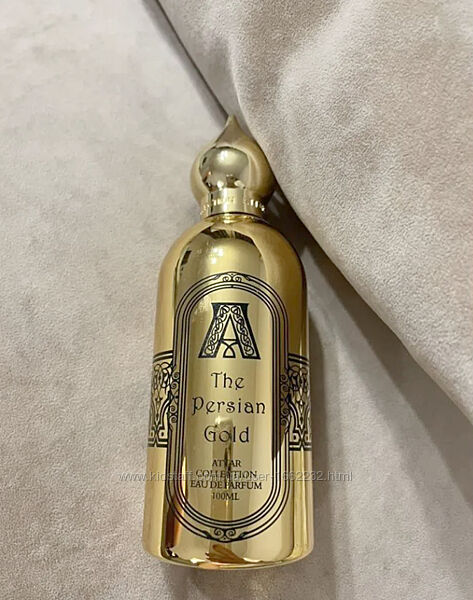 A
The
Persian
Gold
ATTAR
COLLECTION
EAU DE PARFUM
100ML